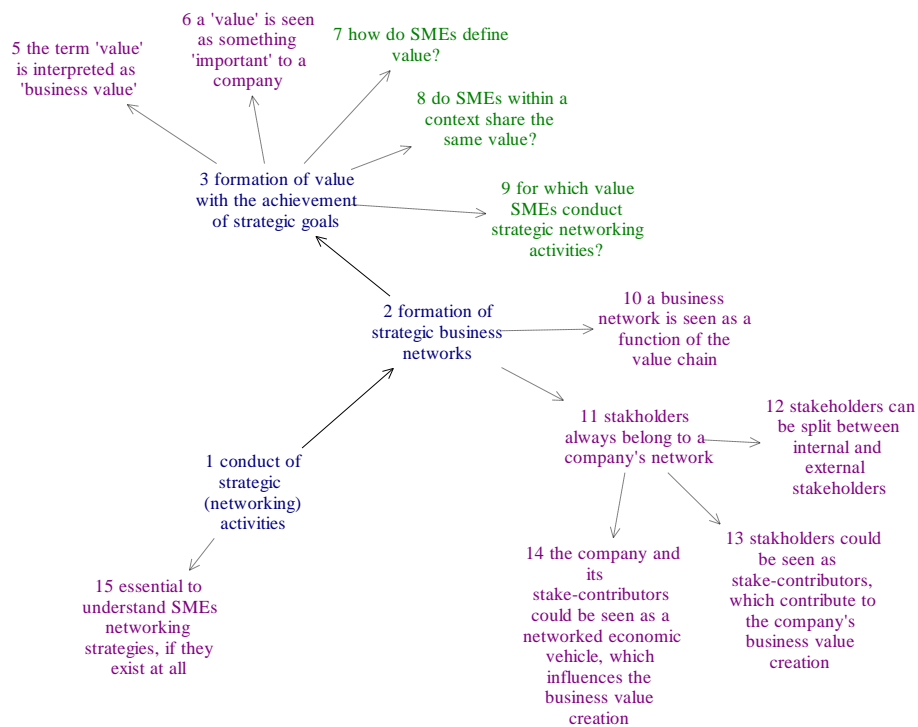 5 the term 'value'
is interpreted as
'business value'
6 a 'value' is seen
as something
'important' to a
company
7 how do SMEs define
value?
8 do SMEs within a
context share the
same value?
3 formation of value
with the achievement
of strategic goals
9 for which value
SMEs conduct
strategic networking
activities?
2 formation of
strategic business
networks
10 a business
network is seen as a
function of the
value chain
11 stakholders
always belong to a
company's network
12 stakeholders can
be split between
internal and
external
stakeholders
1 conduct of
strategic
(networking)
activities
13 stakholders could
be seen as
stake-contributors,
which contribute to
the company's
business value
creation
14 the company and
its
stake-contributors
could be seen as a
networked economic
vehicle, which
influences the
business value
creation
15 essential to
understand SMEs
networking
strategies, if they
exist at all